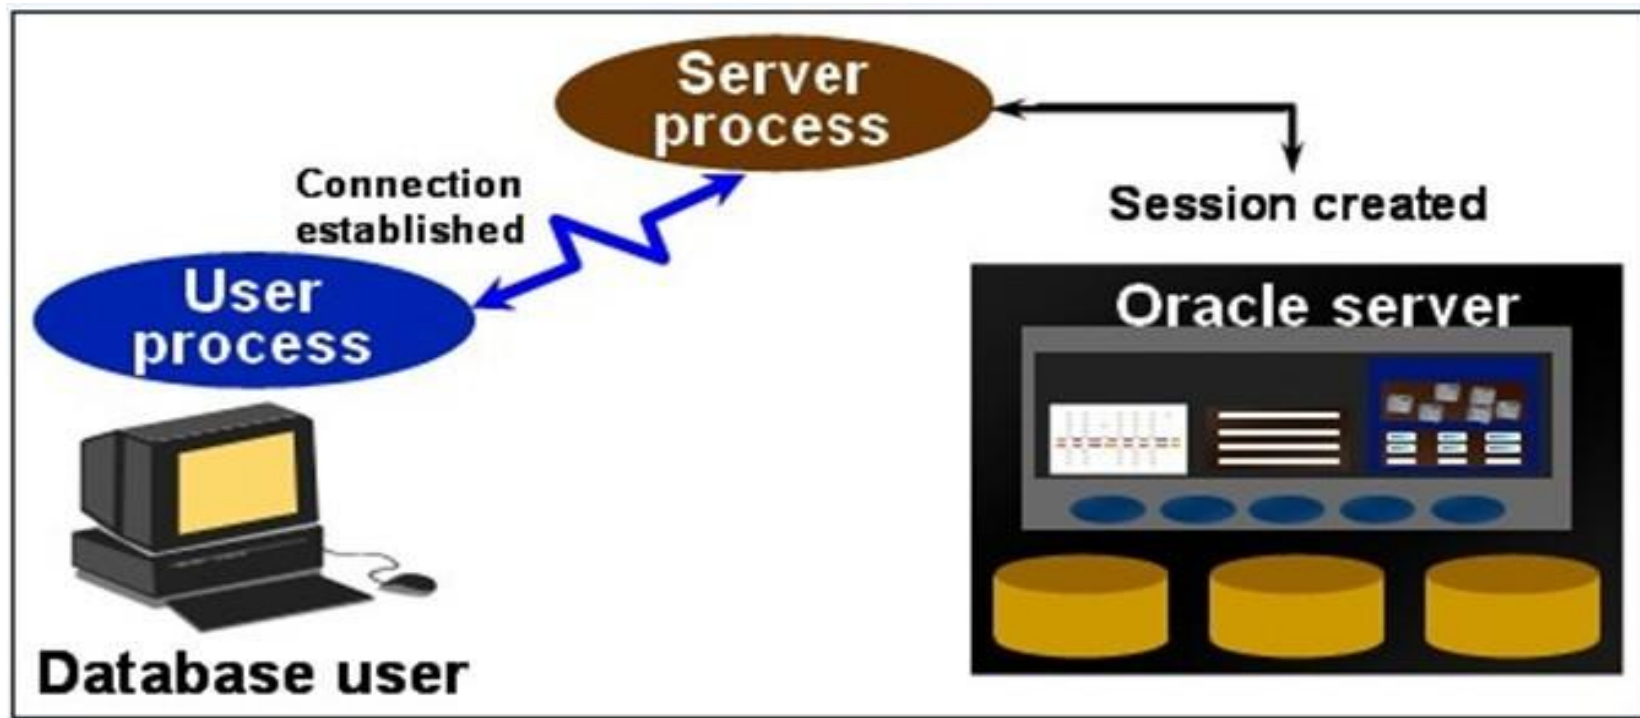 Server
process
Connection
established
Session created
User
process
Oracle server
Database user